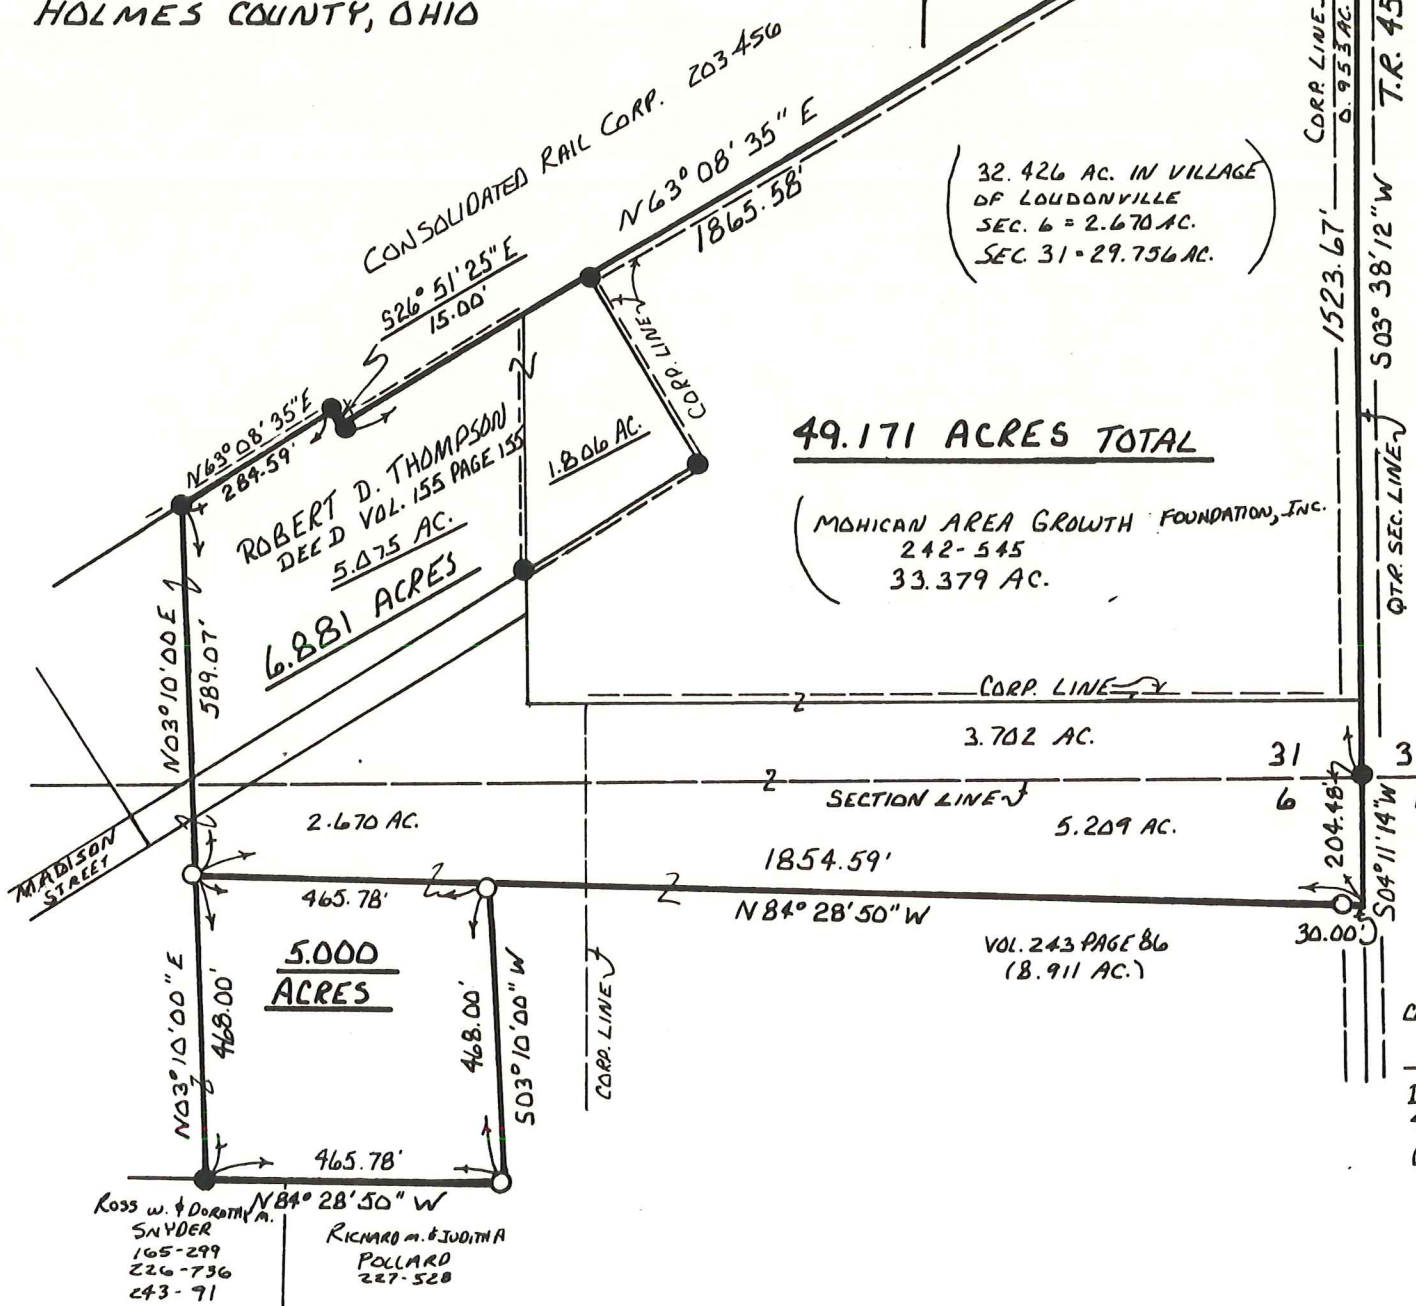 HOLMES COUNTY, OHIO
CONSOLIDATED RAIL CORP. 203-456
N63° 08' 35" E
1865.58'
S26° 51' 25" E
15.00'
N63° 08' 35" E
284.59'
CORP. LINE
0.953 AC.
T.R. 45
(32.426 AC. IN VILLAGE
OF LOUDONVILLE
SEC. 6 = 2.670 AC.
SEC 31 = 29.756 AC.)
1523.67'
S03° 38' 12" W
QTR. SEC. LINE
CORP. LINE
CORP. LINE
1.806 AC.
ROBERT D. THOMPSON
DEED VOL. 155 PAGE 155
5.075 AC.
6.881 ACRES
49.171 ACRES TOTAL
(MOHICAN AREA GROWTH FOUNDATION, INC.
242-545
33.379 AC.
N03° 10' 00 E
589.07'
CORP. LINE
3.702 AC.
31
3
SECTION LINE
6
2.670 AC.
5.209 AC.
204.48'
S04° 11' 14" W
MADISON
STREET
1854.59'
465.78'
N 84° 28' 50" W
30.00'
VOL. 243 PAGE 86
(8.911 AC.)
5.000
ACRES
N03° 10' 00" E
468.00'
468.00'
S03° 10' 00" W
CORP. LINE
465.78'
N 84° 28' 50" W
ROSS W. & DOROTHY M.
SNYDER
165-299
226-736
243-91
RICHARD M. & JUDITH A
POLLARD
227-528